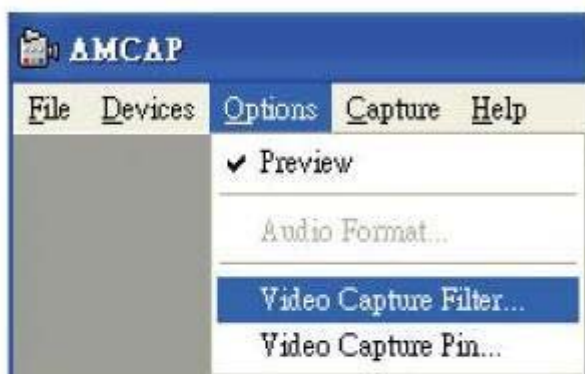 AMCAP
File Devices Options Capture Help
✔ Preview
Audio Format...
Video Capture Filter...
Video Capture Pin...